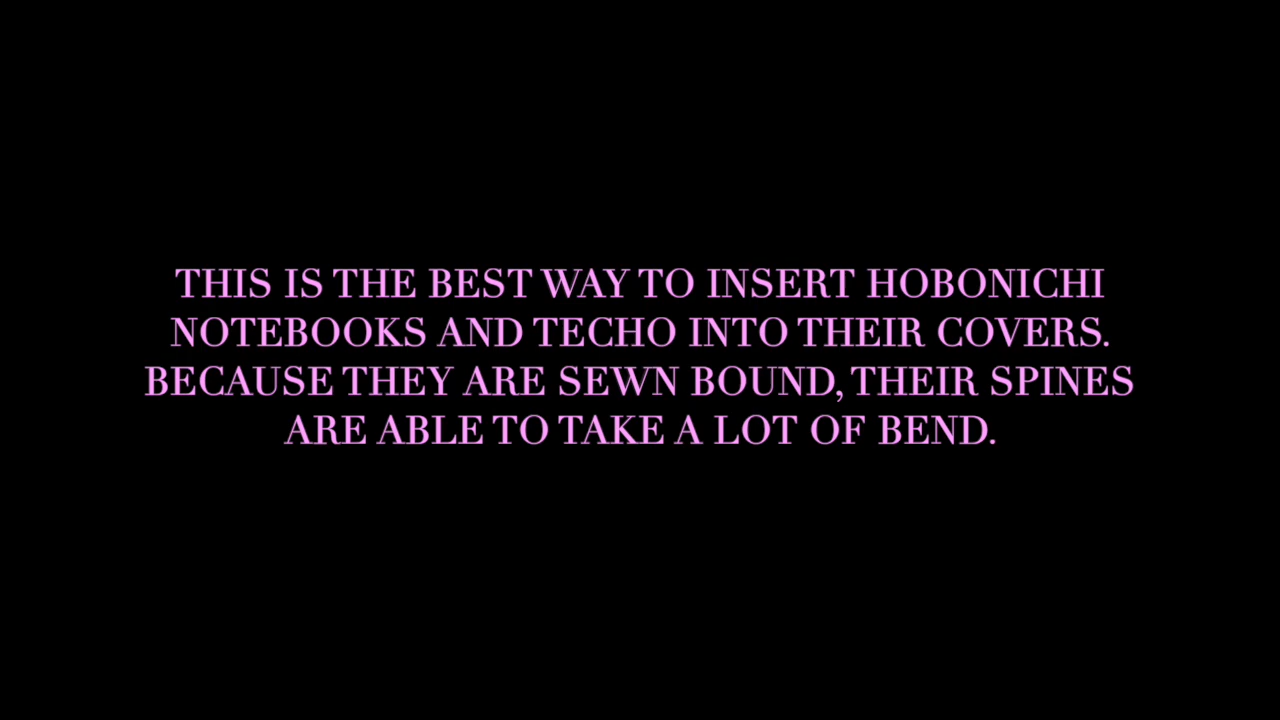 THIS IS THE BEST WAY TO INSERT HOBONICHI
NOTEBOOKS AND TECHO INTO THEIR COVERS.
BECAUSE THEY ARE SEWN BOUND, THEIR SPINES
ARE ABLE TO TAKE A LOT OF BEND.